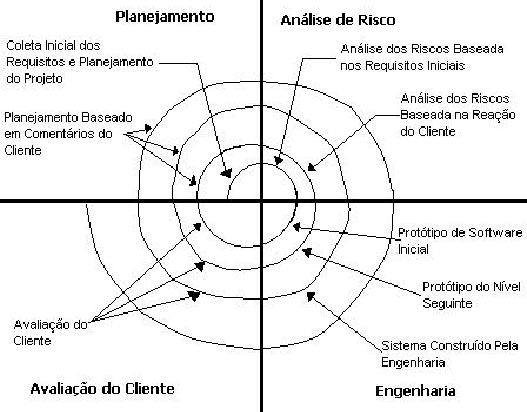 Planejamento
Análise de Risco
Coleta Inicial dos
Requisitos e Planejamento
do Projeto
Análise dos Riscos Baseada
nos Requisitos Iniciais
Planejamento Baseado
em Comentários do
Cliente
Análise dos Riscos
Baseada na Reação
do Cliente
Protótipo de Software
Inicial
Protótipo do Nível
Seguinte
Avaliação do
Cliente
Sistema Construído Pela
Engenharia
Avaliação do Cliente
Engenharia